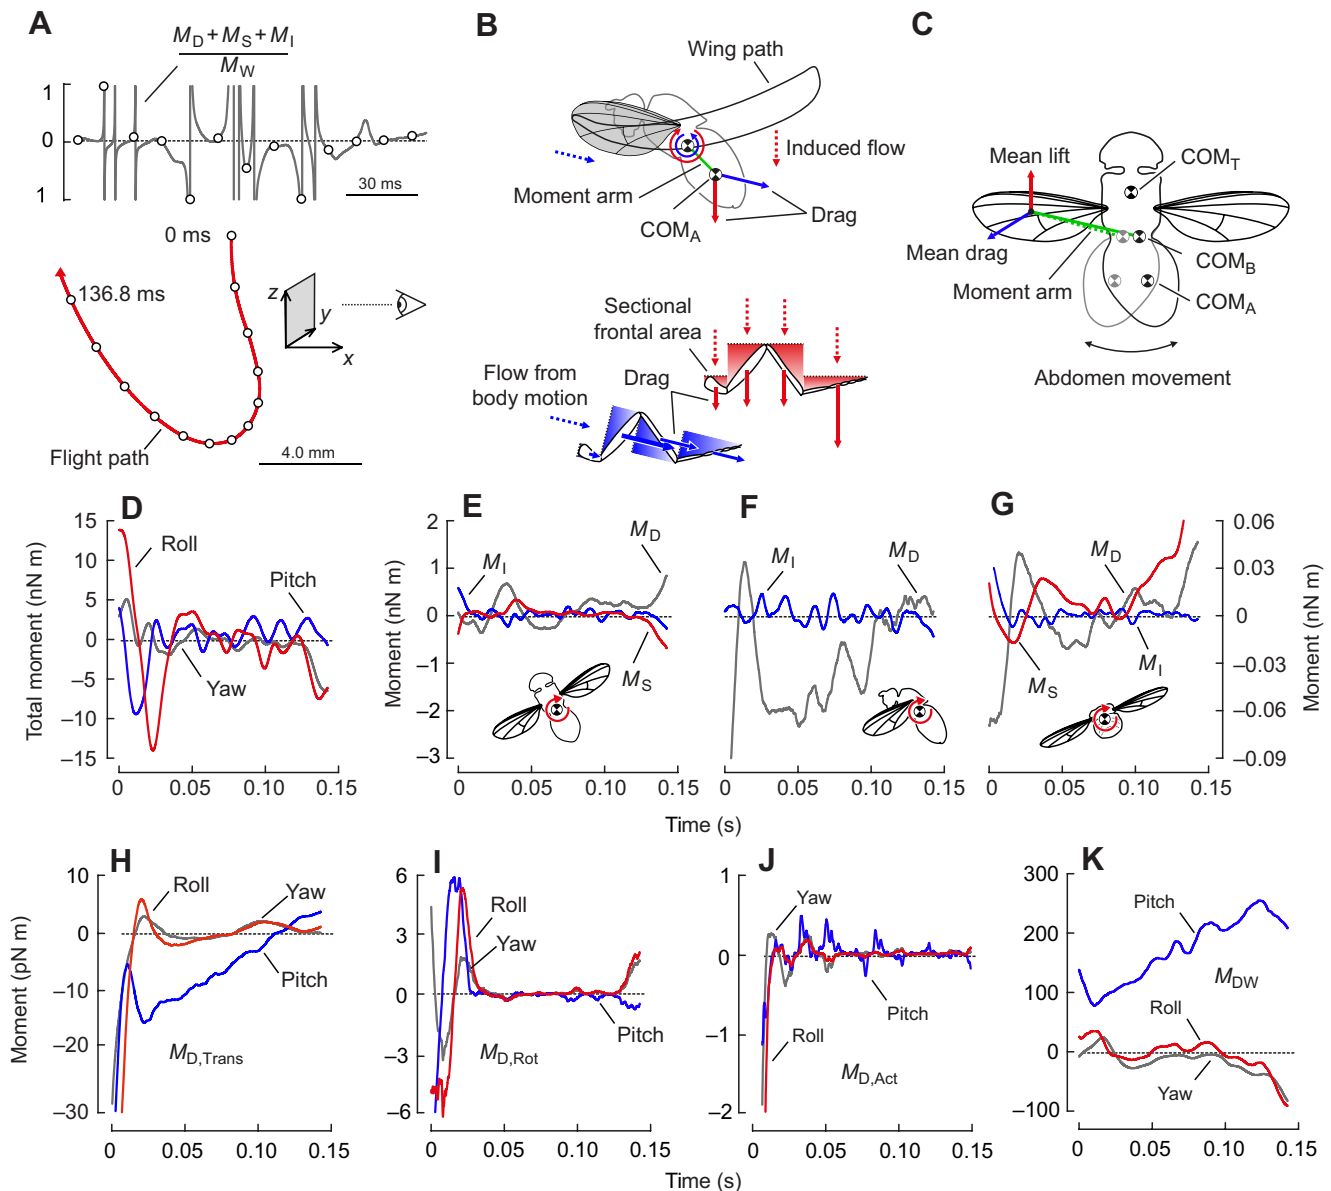 A
M_D + M_S + M_I
M_W
1
0
1
30 ms
0 ms
136.8 ms
z
y
x
Flight path
4.0 mm
B
Wing path
Induced flow
Moment arm
COM_A
Drag
Sectional
frontal area
Flow from
body motion
Drag
C
Mean lift
COM_T
Mean drag
Moment arm
COM_B
COM_A
Abdomen movement
D
Total moment (nN m)
15
10
5
0
–5
–10
–15
Roll
Pitch
Yaw
0 0.05 0.10 0.15
E
Moment (nN m)
2
1
0
–1
–2
–3
M_I
M_D
M_S
0 0.05 0.10 0.15
F
M_I
M_D
0 0.05 0.10 0.15
G
M_D
M_S
M_I
0.06
0.03
0
–0.03
–0.06
–0.09
Moment (nN m)
0 0.05 0.10 0.15
Time (s)
H
Moment (pN m)
10
0
–10
–20
–30
Roll
Yaw
Pitch
M_D,Trans
0 0.05 0.10 0.15
I
6
3
0
–3
–6
Roll
Yaw
Pitch
M_D,Rot
0 0.05 0.10 0.15
J
1
0
–1
–2
Yaw
Pitch
Roll
M_D,Act
0 0.05 0.10 0.15
K
300
200
100
0
–100
Pitch
M_DW
Roll
Yaw
0 0.05 0.10 0.15
Time (s)